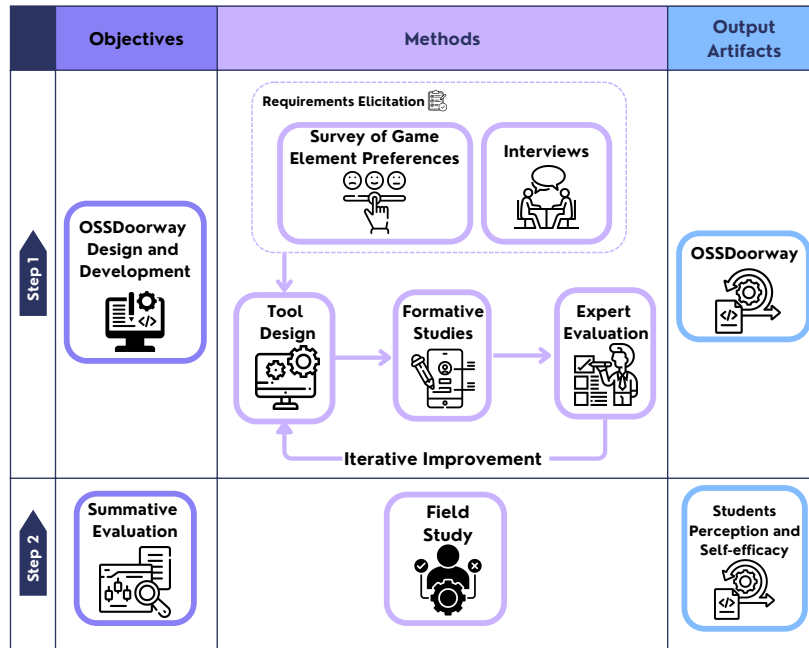 Objectives
Methods
Output
Artifacts
Step 1
OSSDoorway
Design and
Development
</>
Requirements Elicitation
Survey of Game
Element Preferences
Interviews
Tool
Design
Formative
Studies
Expert
Evaluation
Iterative Improvement
OSSDoorway
</>
Step 2
Summative
Evaluation
Field
Study
Students
Perception and
Self-efficacy
</>